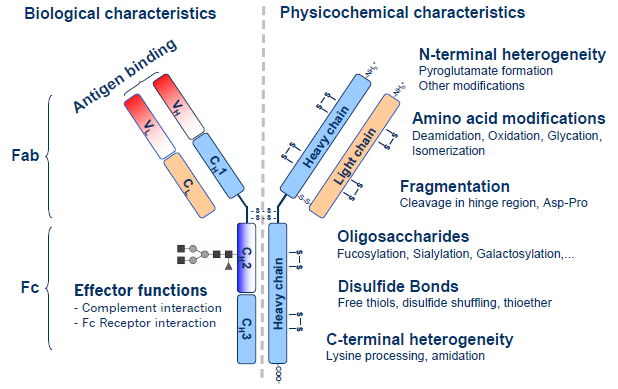 Biological characteristics
Physicochemical characteristics
Antigen binding
Fab
Fc
VH
VL
CH1
CL
CH2
CH3
Effector functions
- Complement interaction
- Fc Receptor interaction
-S-S-
-S-S-
NH3+
NH3+
S-S
S-S
Heavy chain
Light chain
S-S
S-S
-S-S-
Heavy chain
S-S
S-S
COO-
N-terminal heterogeneity
Pyroglutamate formation
Other modifications
Amino acid modifications
Deamidation, Oxidation, Glycation,
Isomerization
Fragmentation
Cleavage in hinge region, Asp-Pro
Oligosaccharides
Fucosylation, Sialylation, Galactosylation,...
Disulfide Bonds
Free thiols, disulfide shuffling, thioether
C-terminal heterogeneity
Lysine processing, amidation